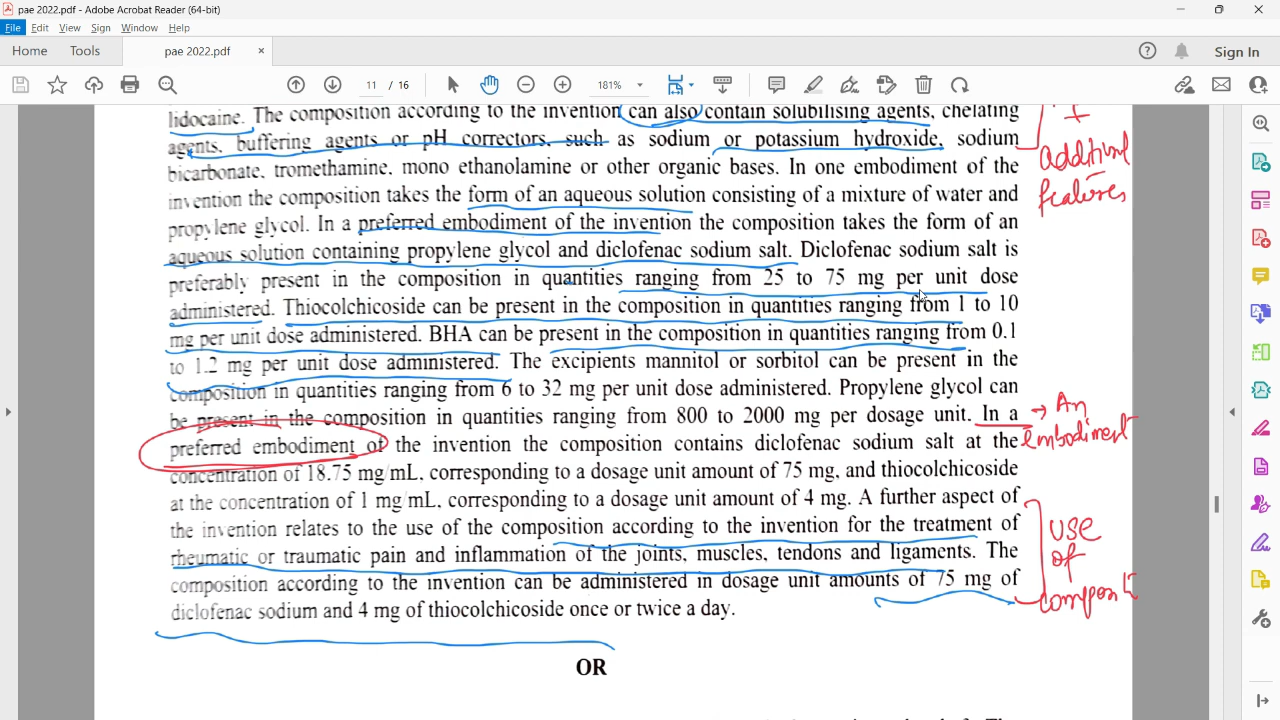 pae 2022.pdf - Adobe Acrobat Reader (64-bit)
File Edit View Sign Window Help
Home Tools pae 2022.pdf × Sign In
11 / 16 181%
lidocaine. The composition according to the invention can also contain solubilising agents, chelating
agents, buffering agents or pH correctors, such as sodium or potassium hydroxide, sodium
bicarbonate, tromethamine, mono ethanolamine or other organic bases. In one embodiment of the
invention the composition takes the form of an aqueous solution consisting of a mixture of water and
propylene glycol. In a preferred embodiment of the invention the composition takes the form of an
aqueous solution containing propylene glycol and diclofenac sodium salt. Diclofenac sodium salt is
preferably present in the composition in quantities ranging from 25 to 75 mg per unit dose
administered. Thiocolchicoside can be present in the composition in quantities ranging from 1 to 10
mg per unit dose administered. BHA can be present in the composition in quantities ranging from 0.1
to 1.2 mg per unit dose administered. The excipients mannitol or sorbitol can be present in the
composition in quantities ranging from 6 to 32 mg per unit dose administered. Propylene glycol can
be present in the composition in quantities ranging from 800 to 2000 mg per dosage unit. In a
preferred embodiment of the invention the composition contains diclofenac sodium salt at the
concentration of 18.75 mg/mL, corresponding to a dosage unit amount of 75 mg, and thiocolchicoside
at the concentration of 1 mg/mL, corresponding to a dosage unit amount of 4 mg. A further aspect of
the invention relates to the use of the composition according to the invention for the treatment of
rheumatic or traumatic pain and inflammation of the joints, muscles, tendons and ligaments. The
composition according to the invention can be administered in dosage unit amounts of 75 mg of
diclofenac sodium and 4 mg of thiocolchicoside once or twice a day.
OR
+
additional
features
→ An
embodiment
USE
of